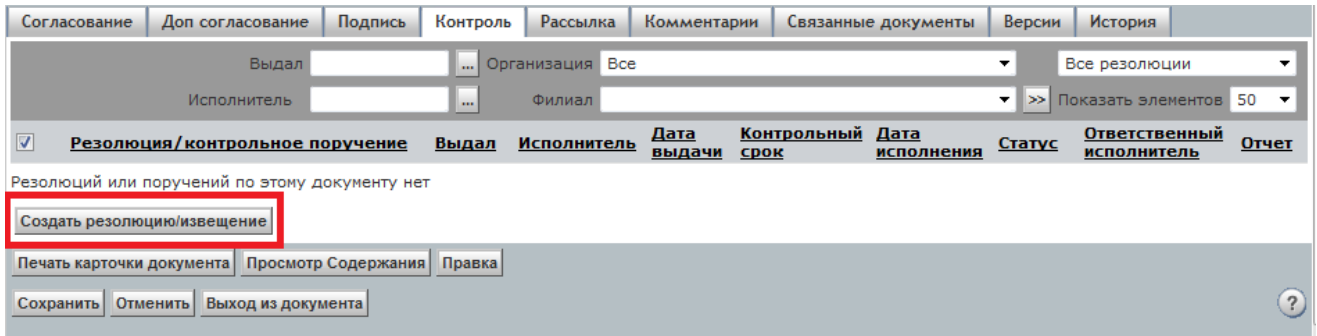 Согласование Доп согласование Подпись Контроль Рассылка Комментарии Связанные документы Версии История
Выдал ... Организация Все Все резолюции
Исполнитель ... Филиал >> Показать элементов 50
Резолюция/контрольное поручение Выдал Исполнитель Дата выдачи Контрольный срок Дата исполнения Статус Ответственный исполнитель Отчет
Резолюций или поручений по этому документу нет
Создать резолюцию/извещение
Печать карточки документа Просмотр Содержания Правка
Сохранить Отменить Выход из документа ?